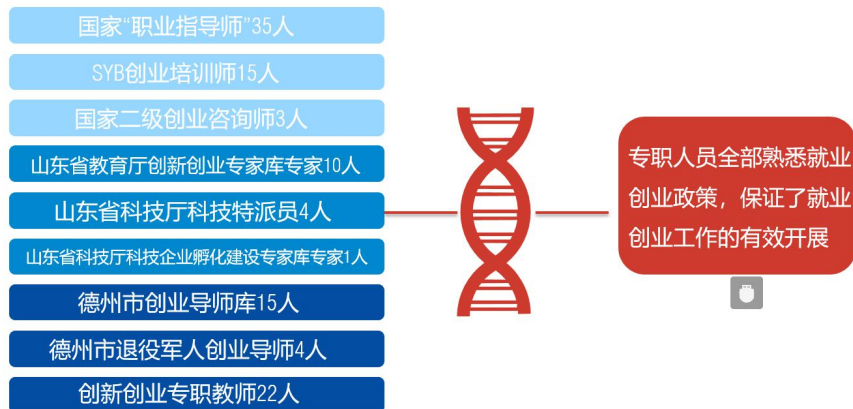 国家“职业指导师”35人
SYB创业培训师15人
国家二级创业咨询师3人
山东省教育厅创新创业专家库专家10人
山东省科技厅科技特派员4人
山东省科技厅科技企业孵化建设专家库专家1人
德州市创业导师库15人
德州市退役军人创业导师4人
创新创业专职教师22人
专职人员全部熟悉就业
创业政策，保证了就业
创业工作的有效开展